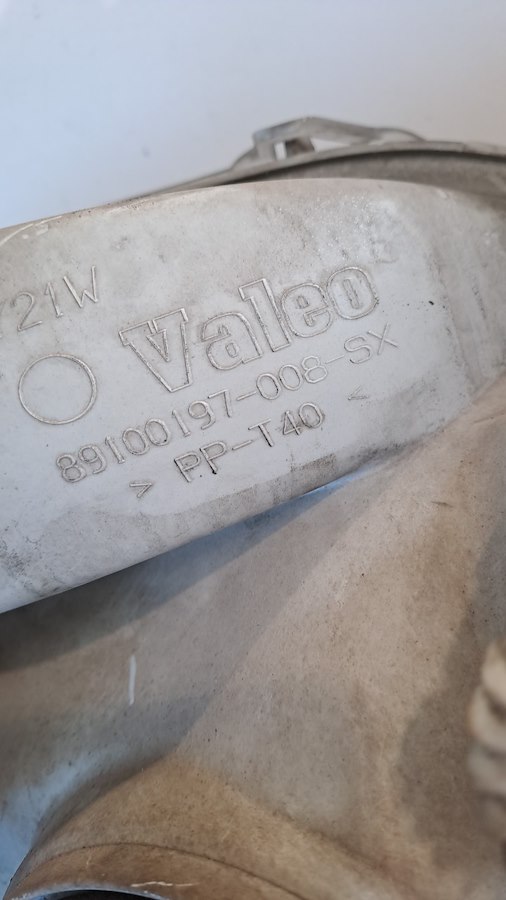 21W
Valeo
89100197-008-SX
> PP-T40 <